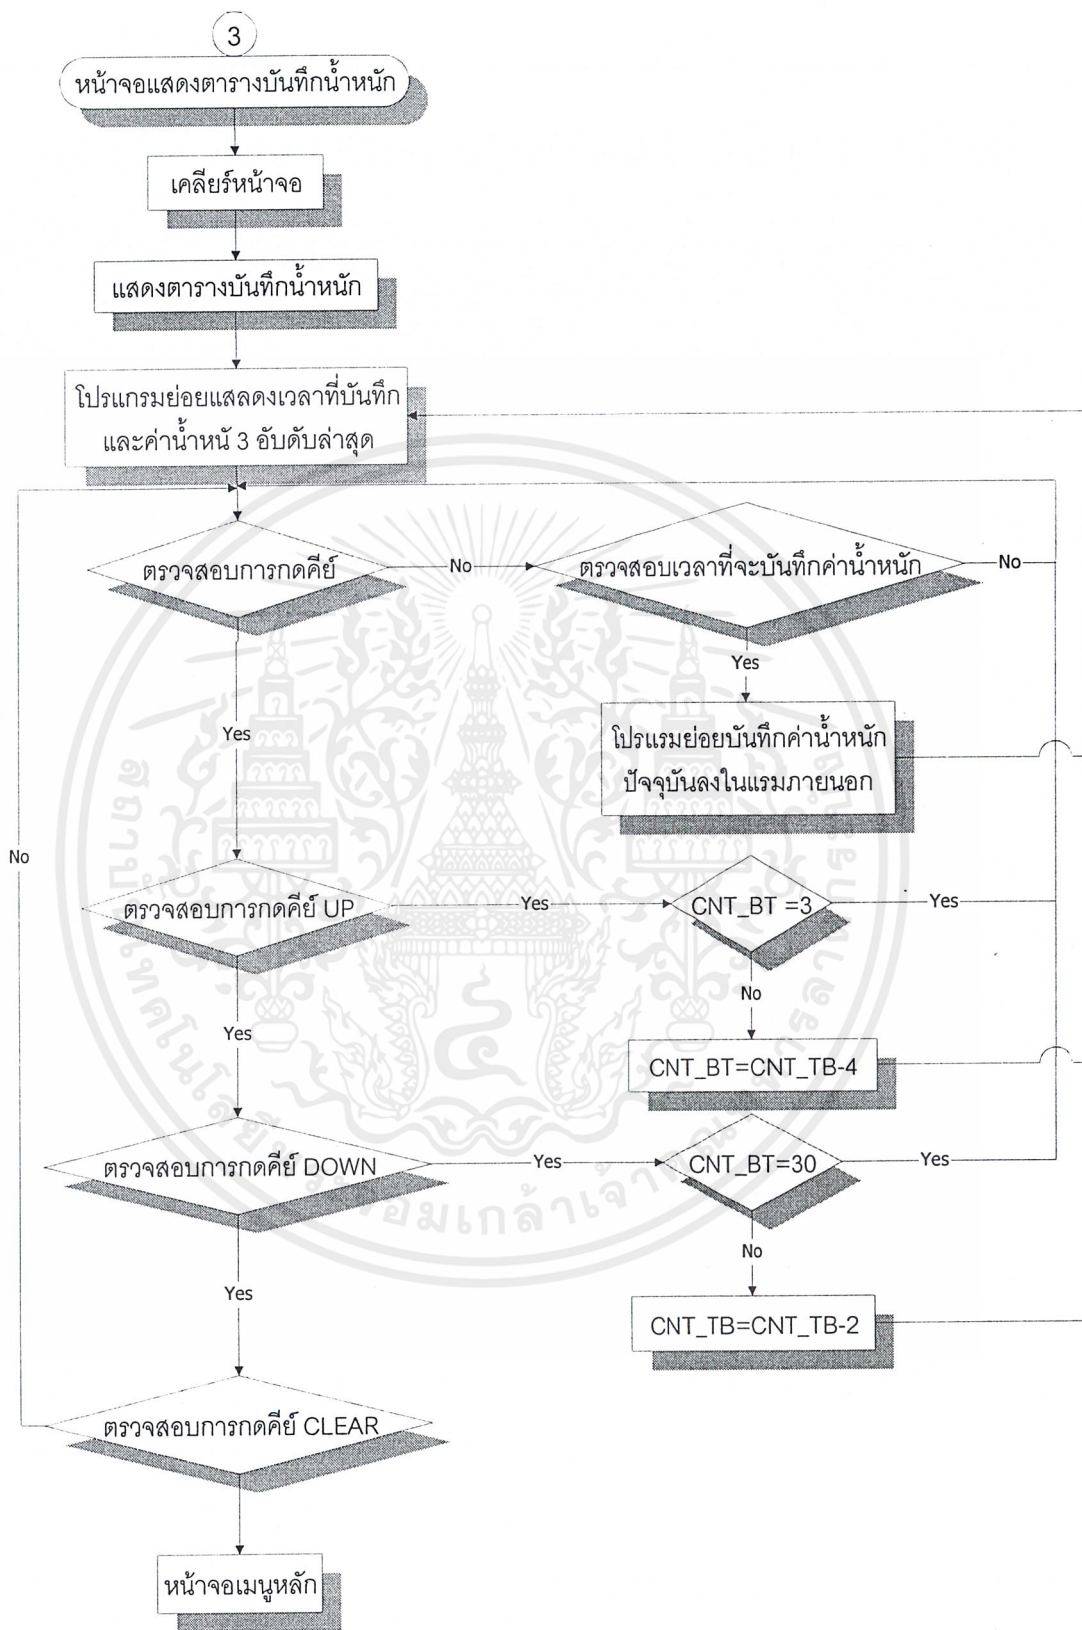 3
หน้าจอแสดงตารางบันทึกน้ำหนัก
เคลียร์หน้าจอ
แสดงตารางบันทึกน้ำหนัก
โปรแกรมย่อยแสลดงเวลาที่บันทึก
และค่าน้ำหนั 3 อับดับล่าสุด
ตรวจสอบการกดคีย์
No
ตรวจสอบเวลาที่จะบันทึกค่าน้ำหนัก
No
Yes
Yes
โปรแรมย่อยบันทึกค่าน้ำหนัก
ปัจจุบันลงในแรมภายนอก
No
ตรวจสอบการกดคีย์ UP
Yes
CNT_BT =3
Yes
No
Yes
CNT_BT=CNT_TB-4
ตรวจสอบการกดคีย์ DOWN
Yes
CNT_BT=30
Yes
No
Yes
CNT_TB=CNT_TB-2
ตรวจสอบการกดคีย์ CLEAR
หน้าจอเมนูหลัก